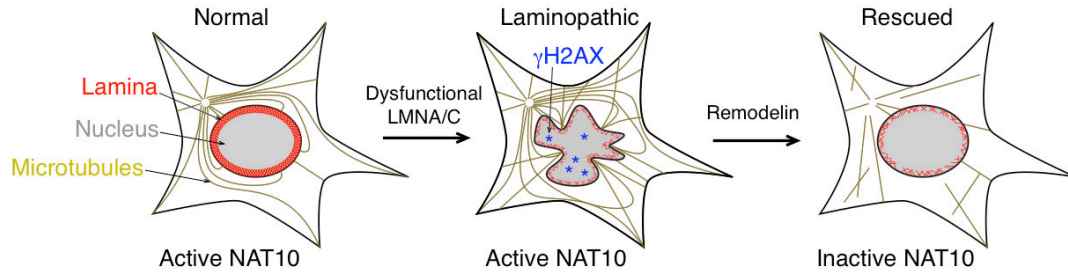 Normal
Laminopathic
Rescued
γH2AX
Lamina
Nucleus
Microtubules
Dysfunctional
LMNA/C
Remodelin
Active NAT10
Active NAT10
Inactive NAT10